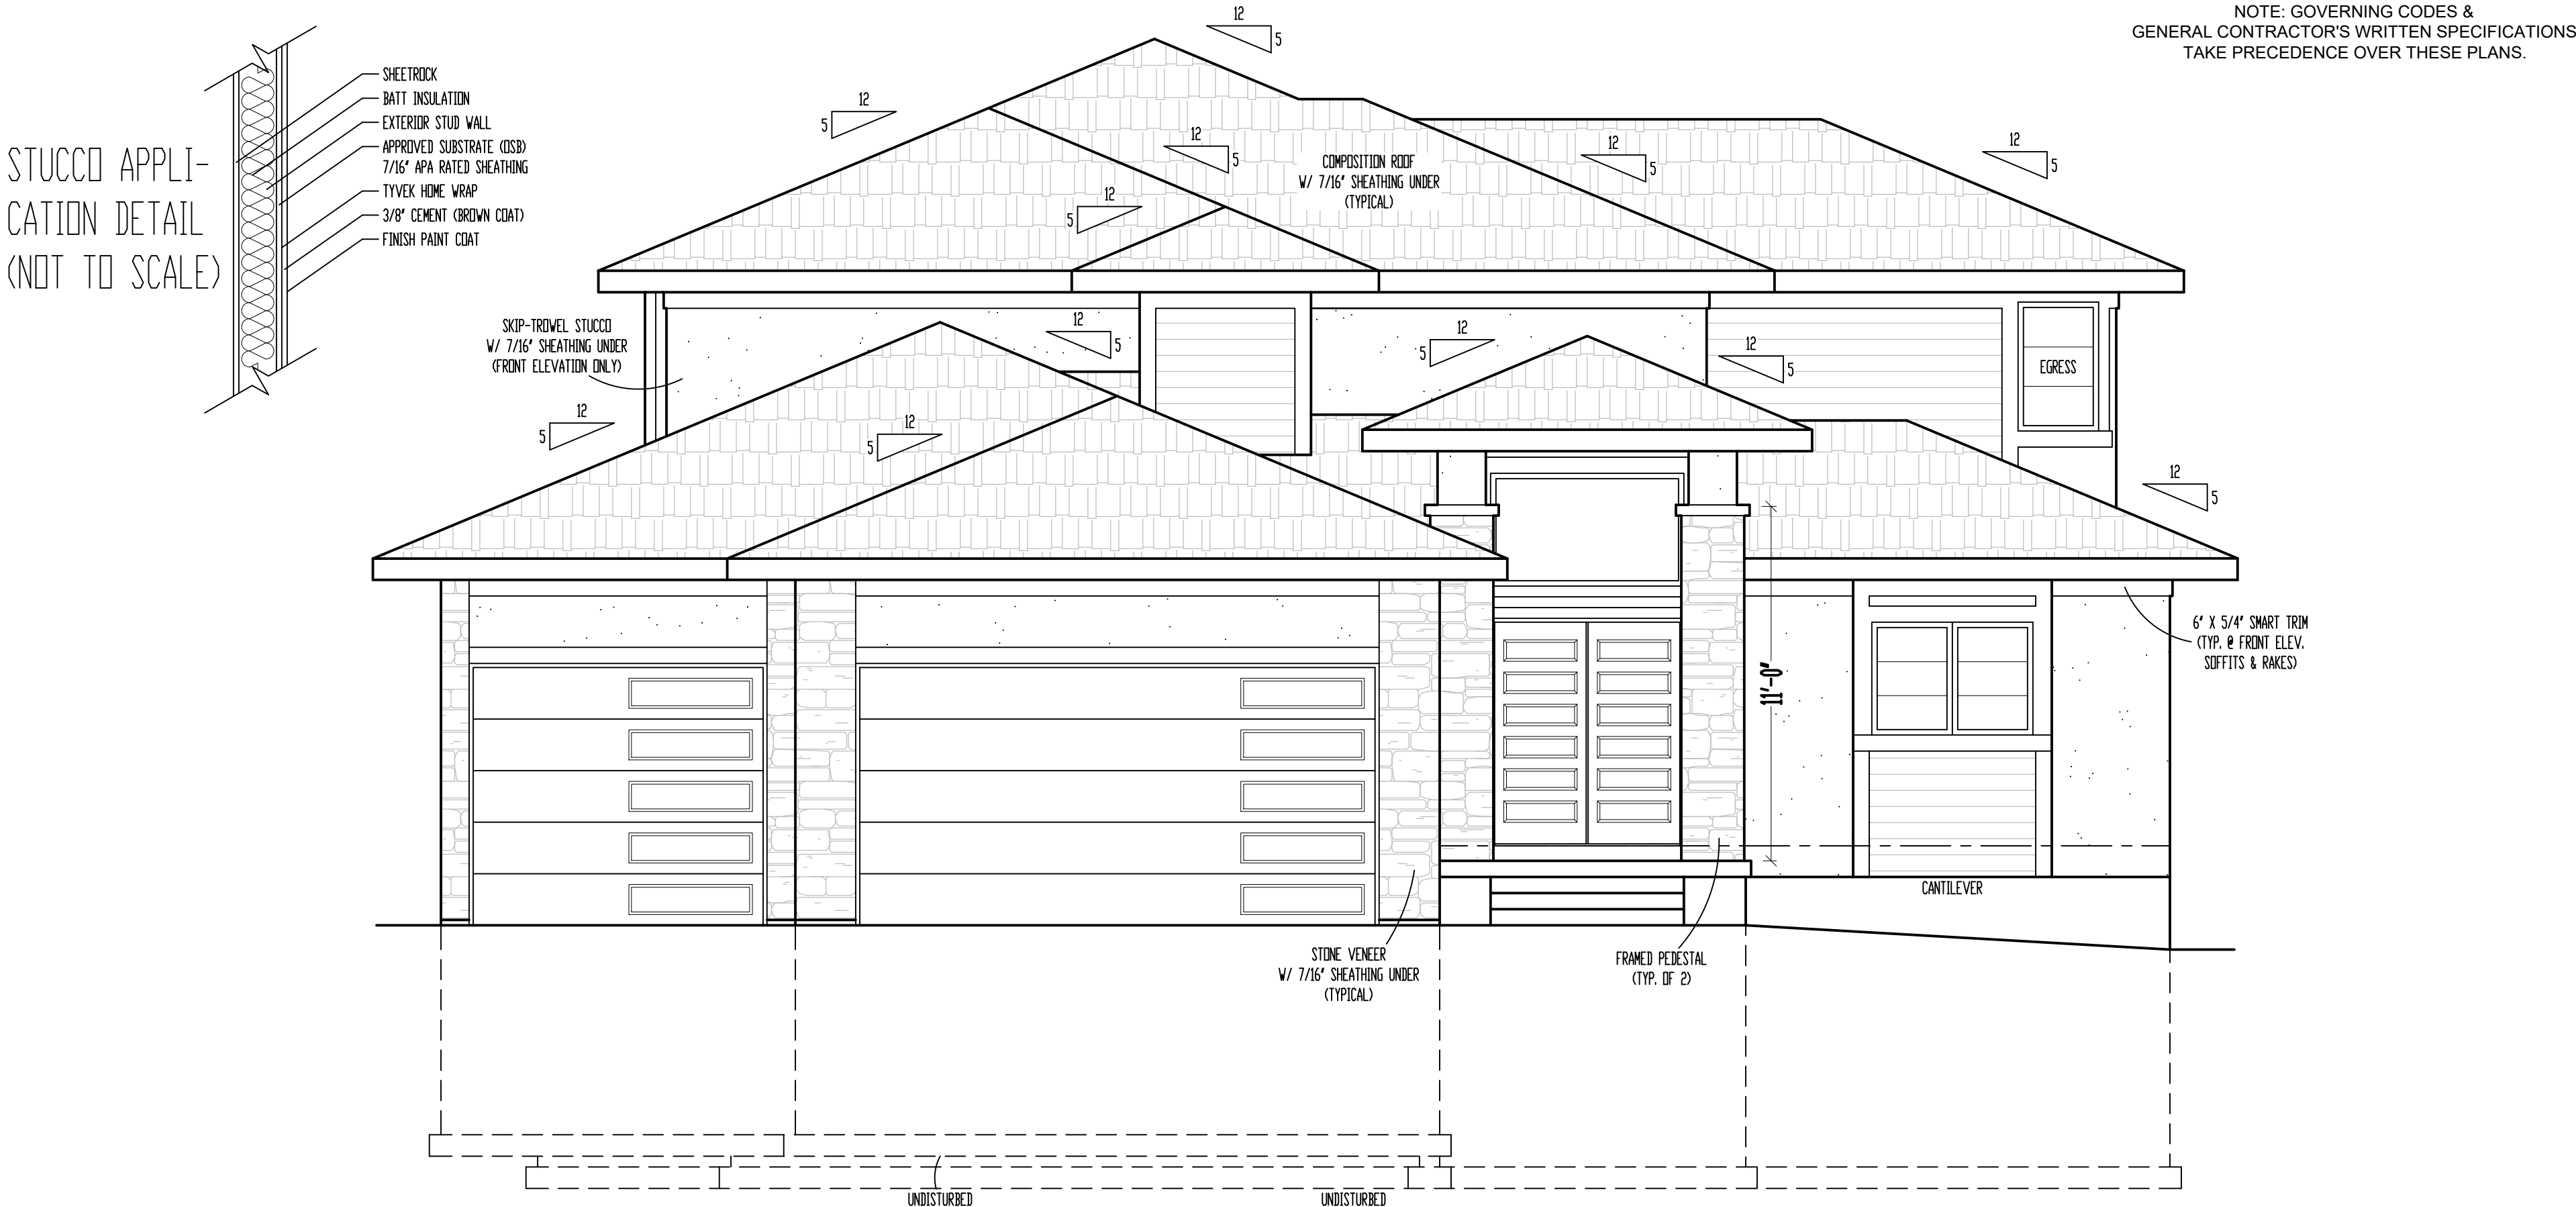 NOTE: GOVERNING CODES &
GENERAL CONTRACTOR'S WRITTEN SPECIFICATIONS
TAKE PRECEDENCE OVER THESE PLANS.
STUCCO APPLI-
CATION DETAIL
(NOT TO SCALE)
SHEETROCK
BATT INSULATION
EXTERIOR STUD WALL
APPROVED SUBSTRATE (OSB)
7/16" APA RATED SHEATHING
TYVEK HOME WRAP
3/8" CEMENT (BROWN COAT)
FINISH PAINT COAT
12
5
12
5
12
5
12
5
12
5
12
5
COMPOSITION ROOF
W/ 7/16" SHEATHING UNDER
(TYPICAL)
SKIP-TROWEL STUCCO
W/ 7/16" SHEATHING UNDER
(FRONT ELEVATION ONLY)
12
5
12
5
12
5
EGRESS
12
5
12
5
12
5
6" X 5/4" SMART TRIM
(TYP. @ FRONT ELEV.
SOFFITS & RAKES)
11'-0"
CANTILEVER
STONE VENEER
W/ 7/16" SHEATHING UNDER
(TYPICAL)
FRAMED PEDESTAL
(TYP. OF 2)
UNDISTURBED
UNDISTURBED